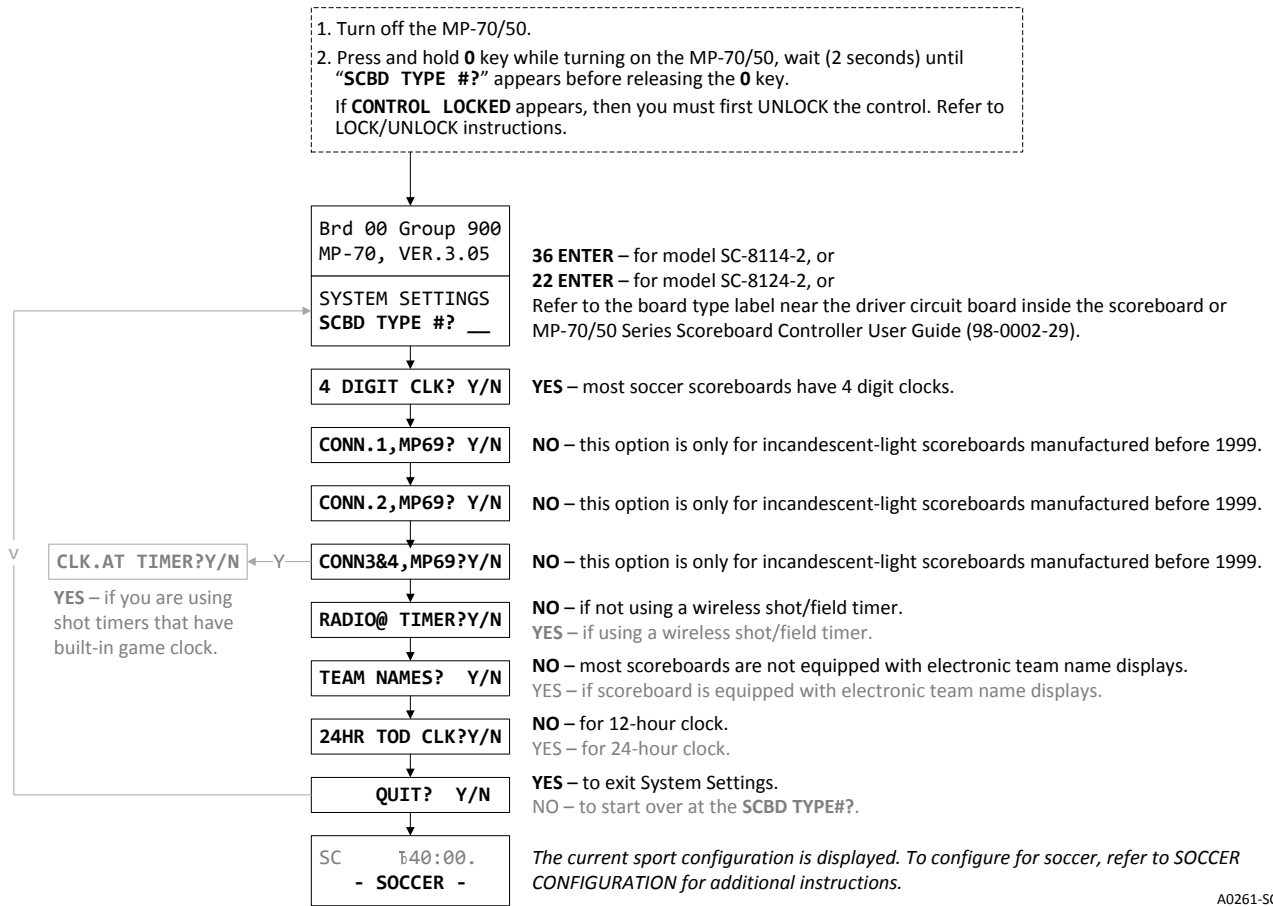 1. Turn off the MP-70/50.
2. Press and hold 0 key while turning on the MP-70/50, wait (2 seconds) until
“SCBD TYPE #?” appears before releasing the 0 key.
If CONTROL LOCKED appears, then you must first UNLOCK the control. Refer to
LOCK/UNLOCK instructions.
Brd 00 Group 900
MP-70, VER.3.05
SYSTEM SETTINGS
SCBD TYPE #? __
36 ENTER – for model SC-8114-2, or
22 ENTER – for model SC-8124-2, or
Refer to the board type label near the driver circuit board inside the scoreboard or
MP-70/50 Series Scoreboard Controller User Guide (98-0002-29).
4 DIGIT CLK? Y/N
YES – most soccer scoreboards have 4 digit clocks.
CONN.1,MP69? Y/N
NO – this option is only for incandescent-light scoreboards manufactured before 1999.
CONN.2,MP69? Y/N
NO – this option is only for incandescent-light scoreboards manufactured before 1999.
CONN3&4,MP69?Y/N
NO – this option is only for incandescent-light scoreboards manufactured before 1999.
Y
CLK.AT TIMER?Y/N
YES – if you are using
shot timers that have
built-in game clock.
V
RADIO@ TIMER?Y/N
NO – if not using a wireless shot/field timer.
YES – if using a wireless shot/field timer.
TEAM NAMES? Y/N
NO – most scoreboards are not equipped with electronic team name displays.
YES – if scoreboard is equipped with electronic team name displays.
24HR TOD CLK?Y/N
NO – for 12-hour clock.
YES – for 24-hour clock.
QUIT? Y/N
YES – to exit System Settings.
NO – to start over at the SCBD TYPE#?.
SC 40:00.
- SOCCER -
The current sport configuration is displayed. To configure for soccer, refer to SOCCER
CONFIGURATION for additional instructions.